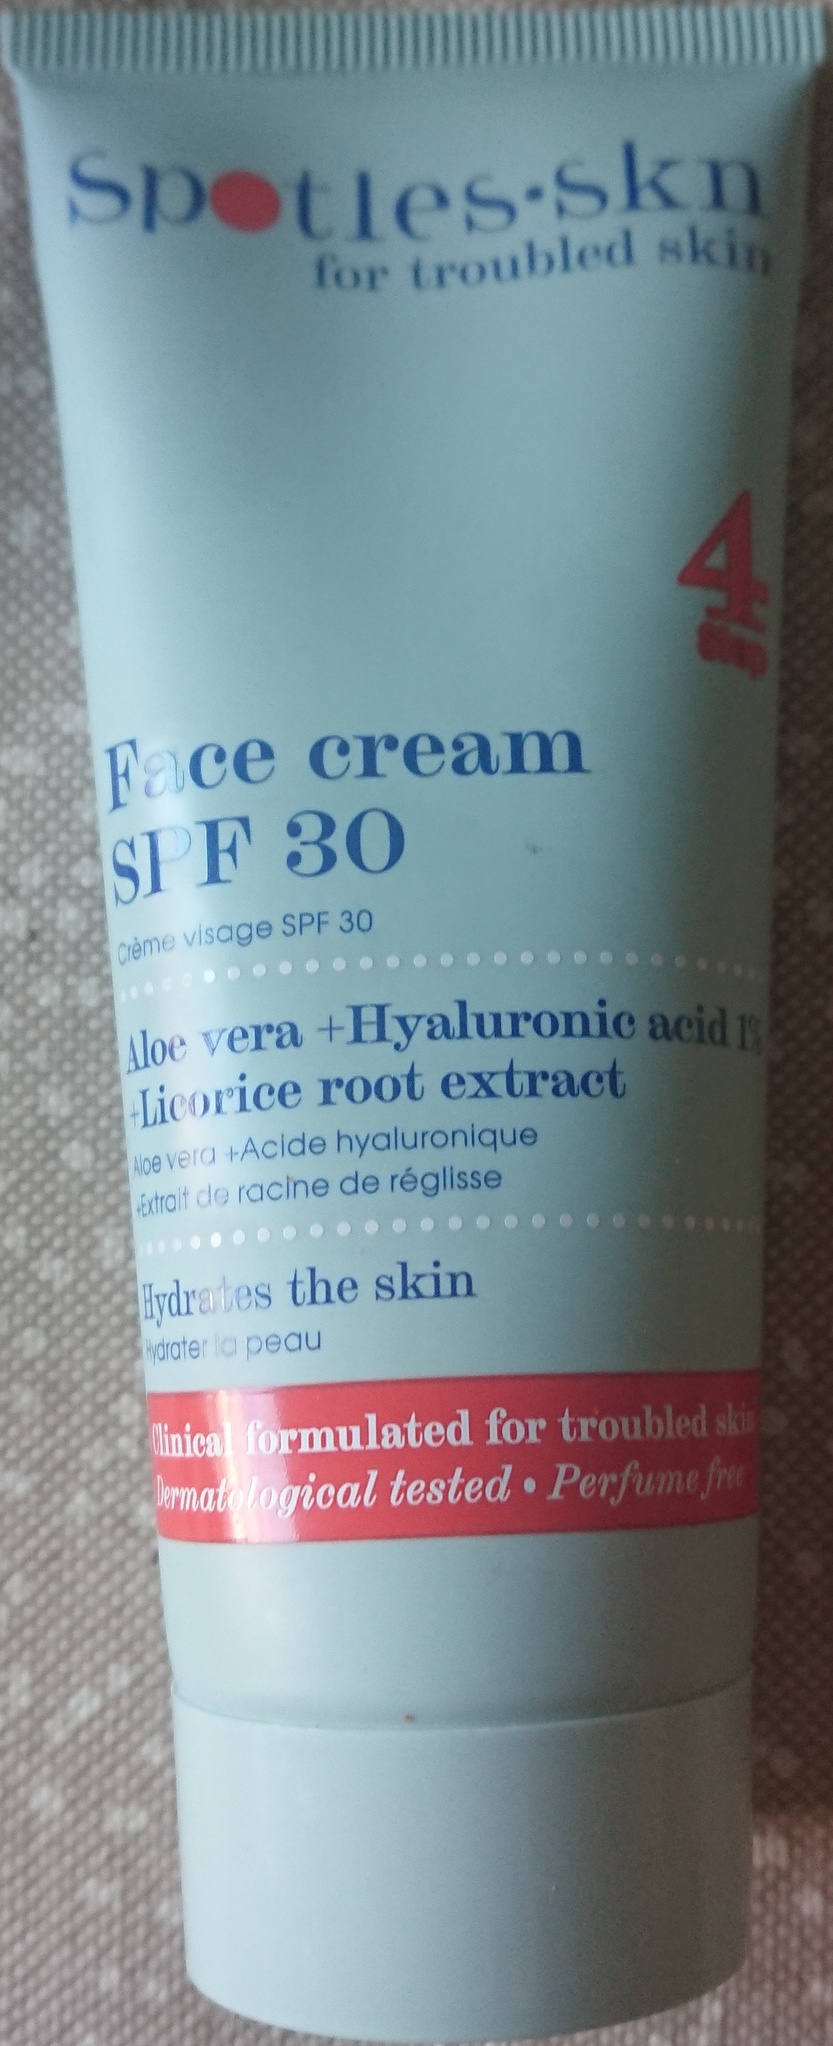 Sp●tles•skn
for troubled skin
4
Face cream
SPF 30
Crème visage SPF 30
Aloe vera +Hyaluronic acid 1%
+Licorice root extract
Aloe vera +Acide hyaluronique
+Extrait de racine de réglisse
Hydrates the skin
Hydrater la peau
Clinical formulated for troubled skin
Dermatological tested • Perfume free